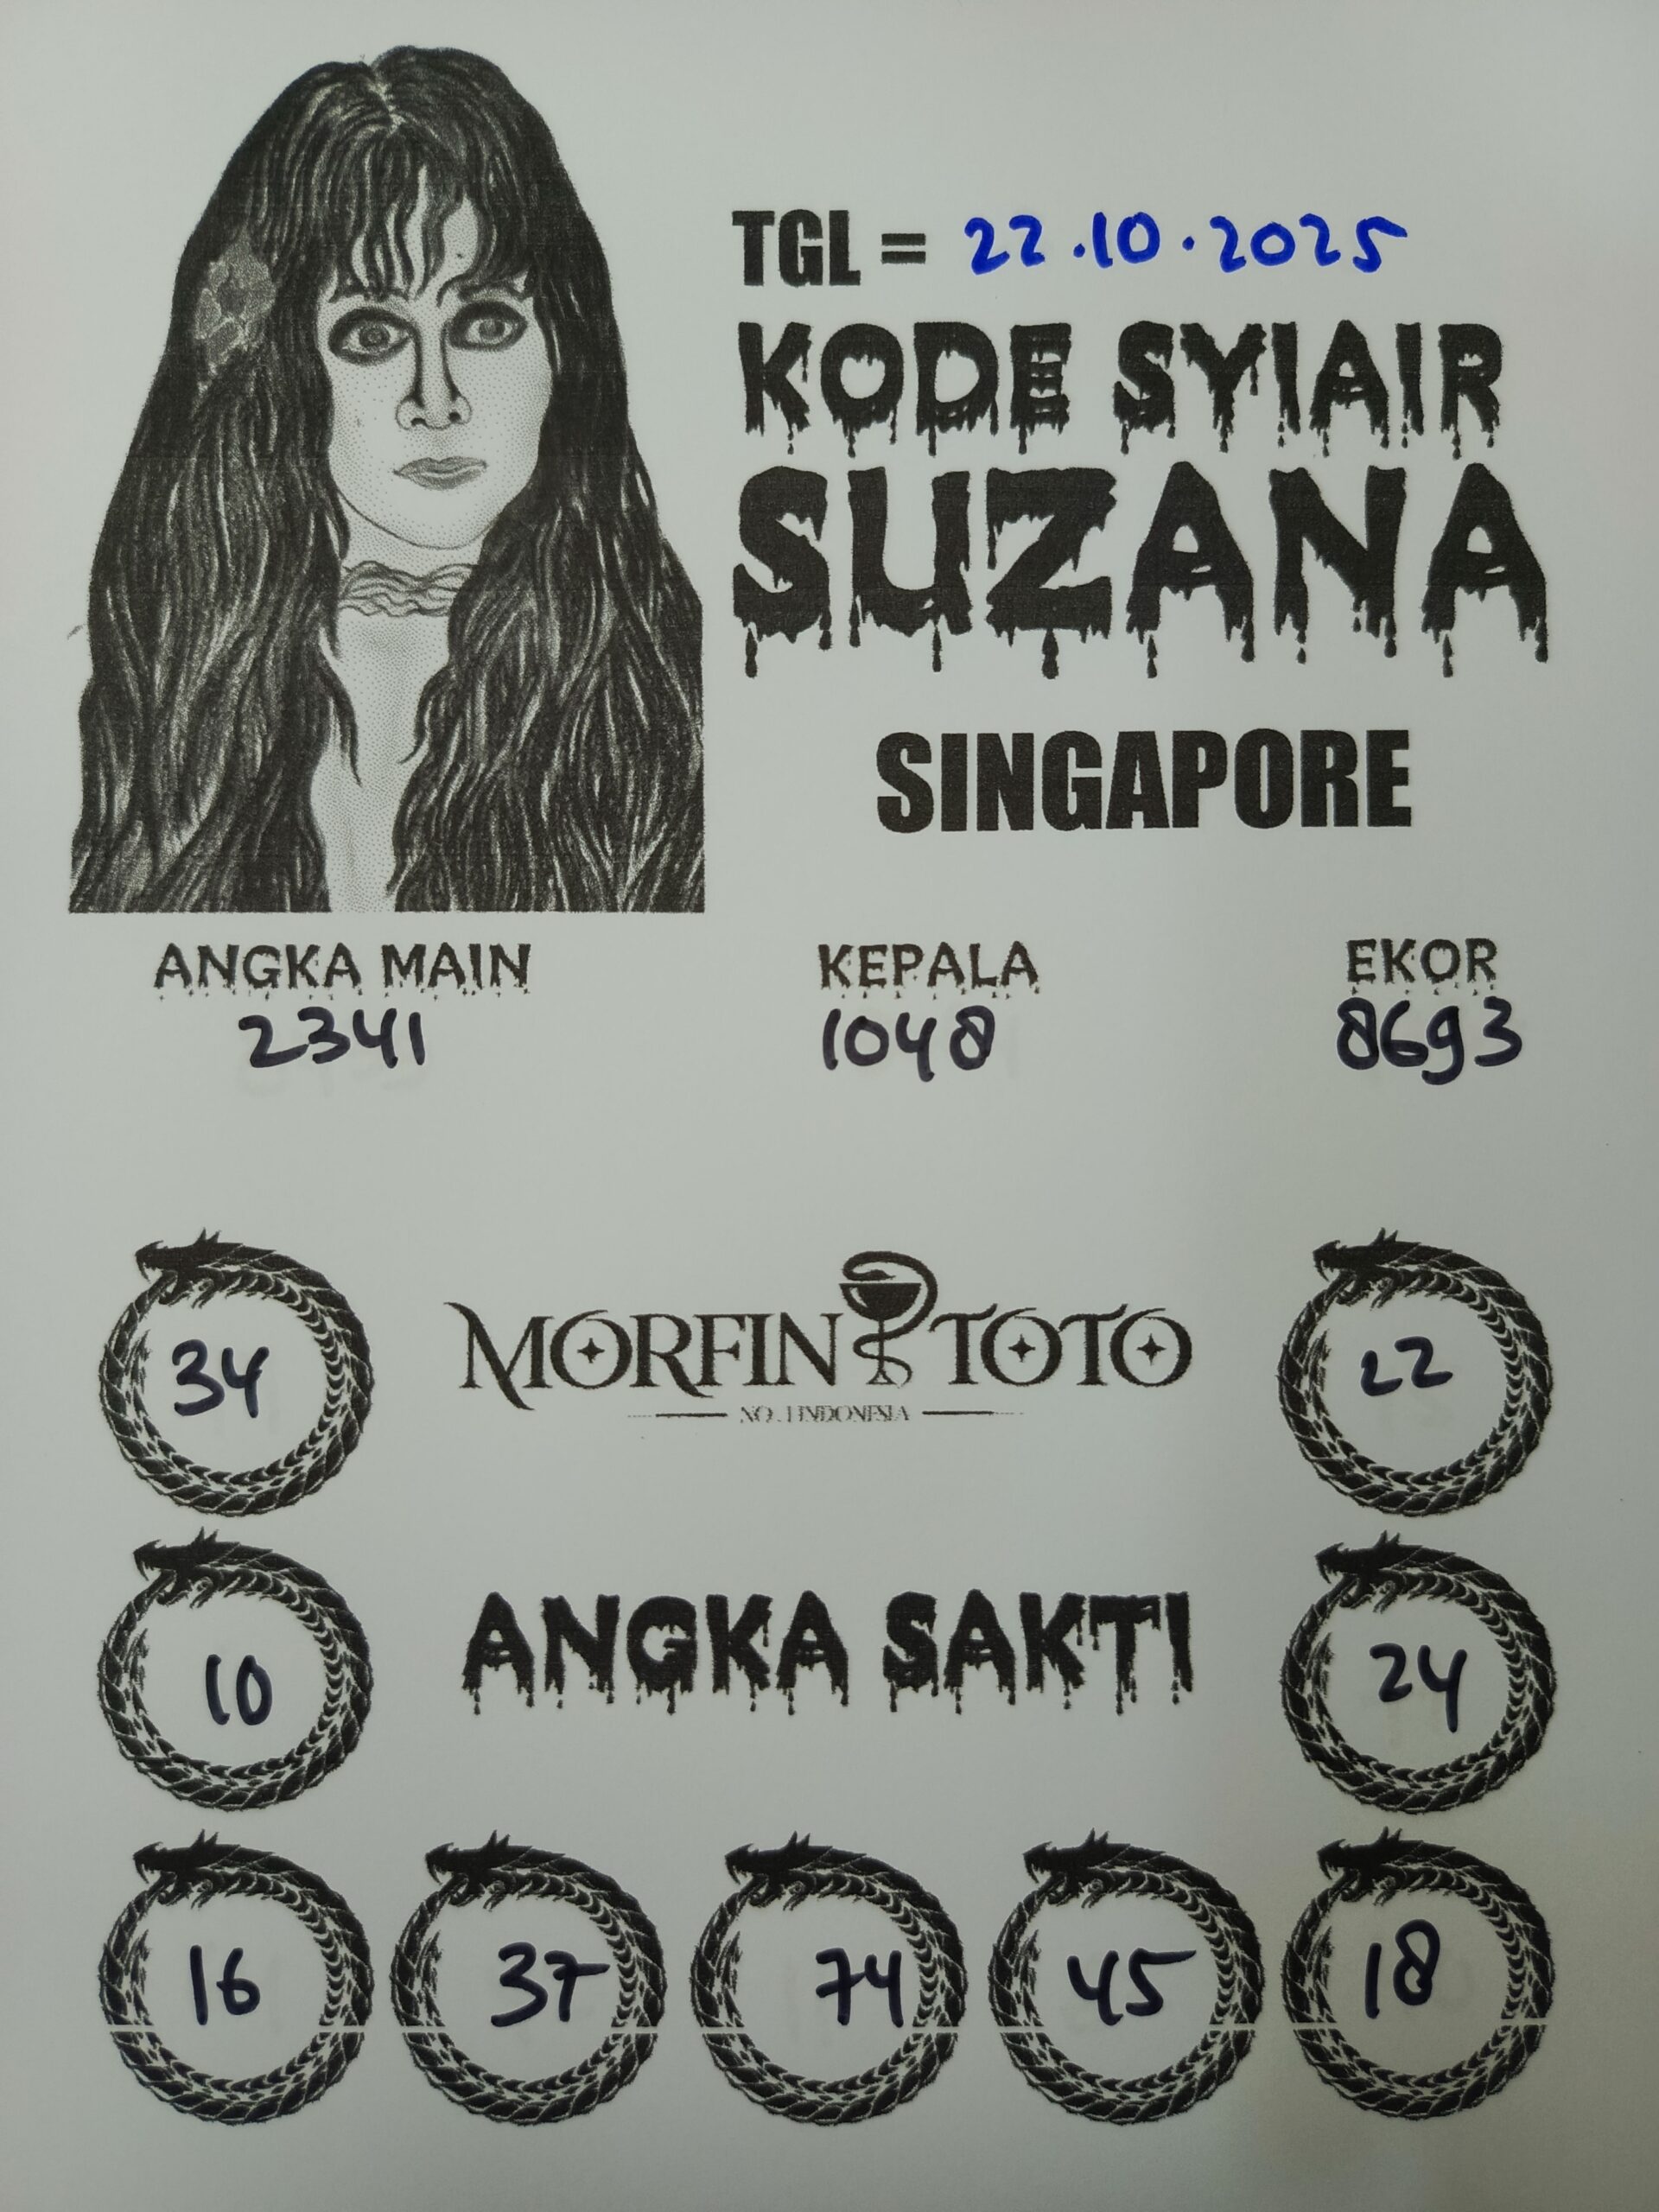 TGL = 22.10.2025
KODE SYIAIR
SUZANA
SINGAPORE
ANGKA MAIN KEPALA EKOR
2341 1048 8693
34 MORFIN TOTO 22
NO.1 INDONESIA
10 ANGKA SAKTI 24
16 37 74 45 18